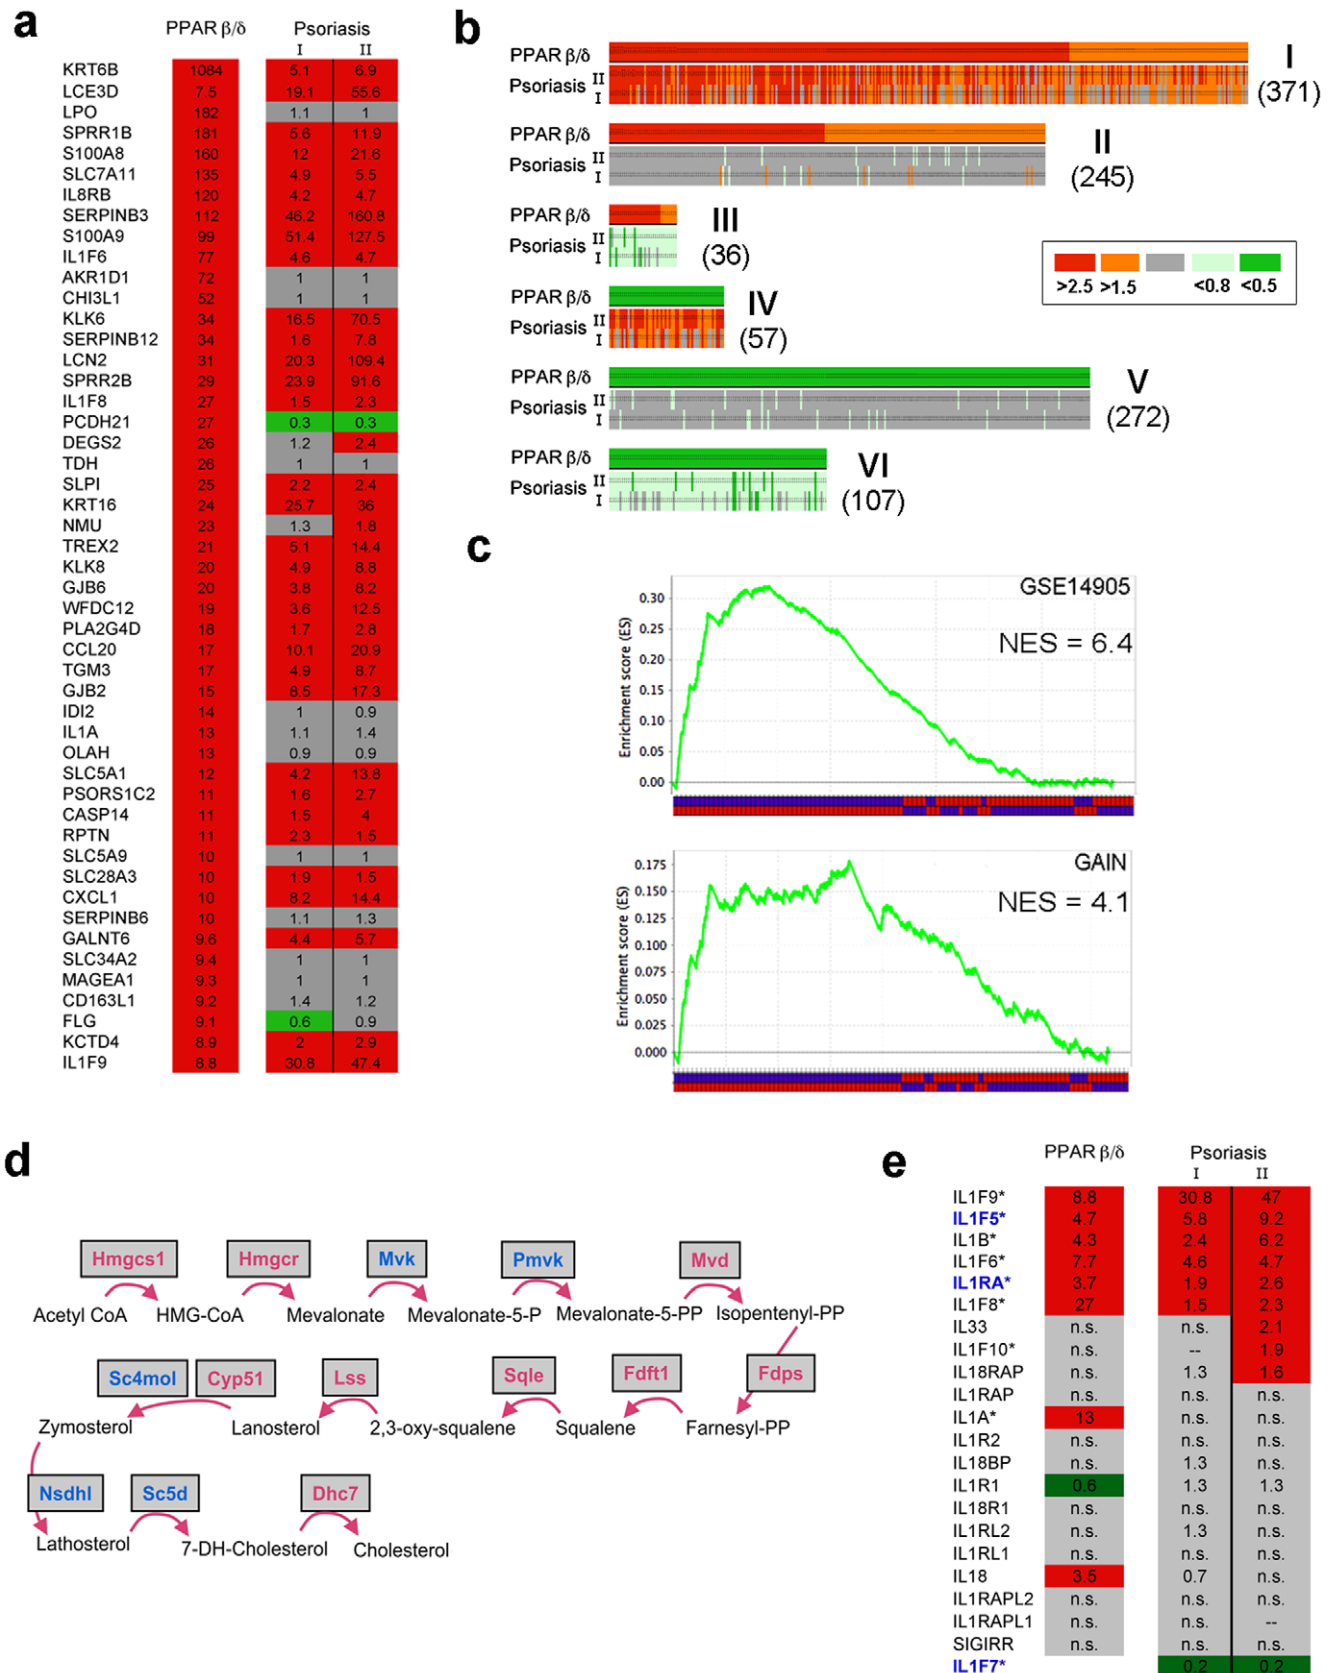 a
PPAR β/δ Psoriasis
I II
KRT6B 1084 5.1 6.9
LCE3D 7.5 19.1 55.6
LPO 182 1.1 1
SPRR1B 181 5.6 11.9
S100A8 160 12 21.6
SLC7A11 135 4.9 5.5
IL8RB 120 4.2 4.7
SERPINB3 112 46.2 160.8
S100A9 99 51.4 127.5
IL1F6 77 4.6 4.7
AKR1D1 72 1 1
CHI3L1 52 1 1
KLK6 34 16.5 70.5
SERPINB12 34 1.6 7.8
LCN2 31 20.3 109.4
SPRR2B 29 23.9 91.6
IL1F8 27 1.5 2.3
PCDH21 27 0.3 0.3
DEGS2 26 1.2 2.4
TDH 26 1 1
SLPI 25 2.2 2.4
KRT16 24 25.7 36
NMU 23 1.3 1.8
TREX2 21 5.1 14.4
KLK8 20 4.9 8.8
GJB6 20 3.8 8.2
WFDC12 19 3.6 12.5
PLA2G4D 18 1.7 2.8
CCL20 17 10.1 20.9
TGM3 17 4.9 8.7
GJB2 15 8.5 17.3
IDI2 14 1 0.9
IL1A 13 1.1 1.4
OLAH 13 0.9 0.9
SLC5A1 12 4.2 13.8
PSORS1C2 11 1.6 2.7
CASP14 11 1.5 4
RPTN 11 2.3 1.5
SLC5A9 10 1 1
SLC28A3 10 1.9 1.5
CXCL1 10 8.2 14.4
SERPINB6 10 1.1 1.3
GALNT6 9.6 4.4 5.7
SLC34A2 9.4 1 1
MAGEA1 9.3 1 1
CD163L1 9.2 1.4 1.2
FLG 9.1 0.6 0.9
KCTD4 8.9 2 2.9
IL1F9 8.8 30.8 47.4
b
PPAR β/δ
Psoriasis II
I
I
(371)
PPAR β/δ
Psoriasis II
I
II
(245)
PPAR β/δ
Psoriasis II
I
III
(36)
PPAR β/δ
Psoriasis II
I
IV
(57)
PPAR β/δ
Psoriasis II
I
V
(272)
PPAR β/δ
Psoriasis II
I
VI
(107)
>2.5 >1.5 <0.8 <0.5
c
GSE14905
NES = 6.4
Enrichment score (ES)
0.30
0.25
0.20
0.15
0.10
0.05
0.00
GAIN
NES = 4.1
Enrichment score (ES)
0.175
0.150
0.125
0.100
0.075
0.050
0.025
0.000
d
Hmgcs1 Hmgcr Mvk Pmvk Mvd
Acetyl CoA HMG-CoA Mevalonate Mevalonate-5-P Mevalonate-5-PP Isopentenyl-PP
Sc4mol Cyp51 Lss Sqle Fdft1 Fdps
Zymosterol Lanosterol 2,3-oxy-squalene Squalene Farnesyl-PP
Nsdhl Sc5d Dhc7
Lathosterol 7-DH-Cholesterol Cholesterol
e
PPAR β/δ Psoriasis
I II
IL1F9* 8.8 30.8 47
IL1F5* 4.7 5.8 9.2
IL1B* 4.3 2.4 6.2
IL1F6* 7.7 4.6 4.7
IL1RA* 3.7 1.9 2.6
IL1F8* 27 1.5 2.3
IL33 n.s. n.s. 2.1
IL1F10* n.s. -- 1.9
IL18RAP n.s. 1.3 1.6
IL1RAP n.s. n.s. n.s.
IL1A* 13 n.s. n.s.
IL1R2 n.s. n.s. n.s.
IL18BP n.s. 1.3 n.s.
IL1R1 0.6 1.3 1.3
IL18R1 n.s. n.s. n.s.
IL1RL2 n.s. 1.3 n.s.
IL1RL1 n.s. n.s. n.s.
IL18 3.5 0.7 n.s.
IL1RAPL2 n.s. n.s. n.s.
IL1RAPL1 n.s. n.s. --
SIGIRR n.s. n.s. n.s.
IL1F7* 0.2 0.2